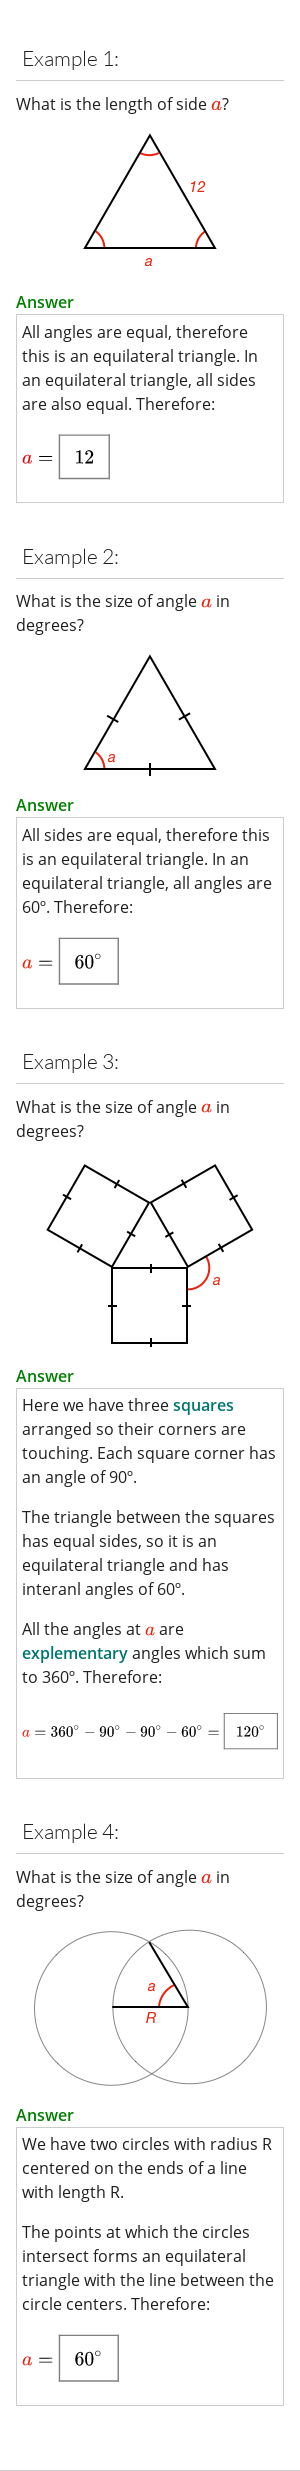 Example 1:
What is the length of side a?
12
a
Answer
All angles are equal, therefore
this is an equilateral triangle. In
an equilateral triangle, all sides
are also equal. Therefore:
a = 12
Example 2:
What is the size of angle a in
degrees?
a
Answer
All sides are equal, therefore this
is an equilateral triangle. In an
equilateral triangle, all angles are
60º. Therefore:
a = 60°
Example 3:
What is the size of angle a in
degrees?
a
Answer
Here we have three squares
arranged so their corners are
touching. Each square corner has
an angle of 90º.
The triangle between the squares
has equal sides, so it is an
equilateral triangle and has
interanl angles of 60º.
All the angles at a are
explementary angles which sum
to 360º. Therefore:
a = 360° − 90° − 90° − 60° = 120°
Example 4:
What is the size of angle a in
degrees?
a
R
Answer
We have two circles with radius R
centered on the ends of a line
with length R.
The points at which the circles
intersect forms an equilateral
triangle with the line between the
circle centers. Therefore:
a = 60°